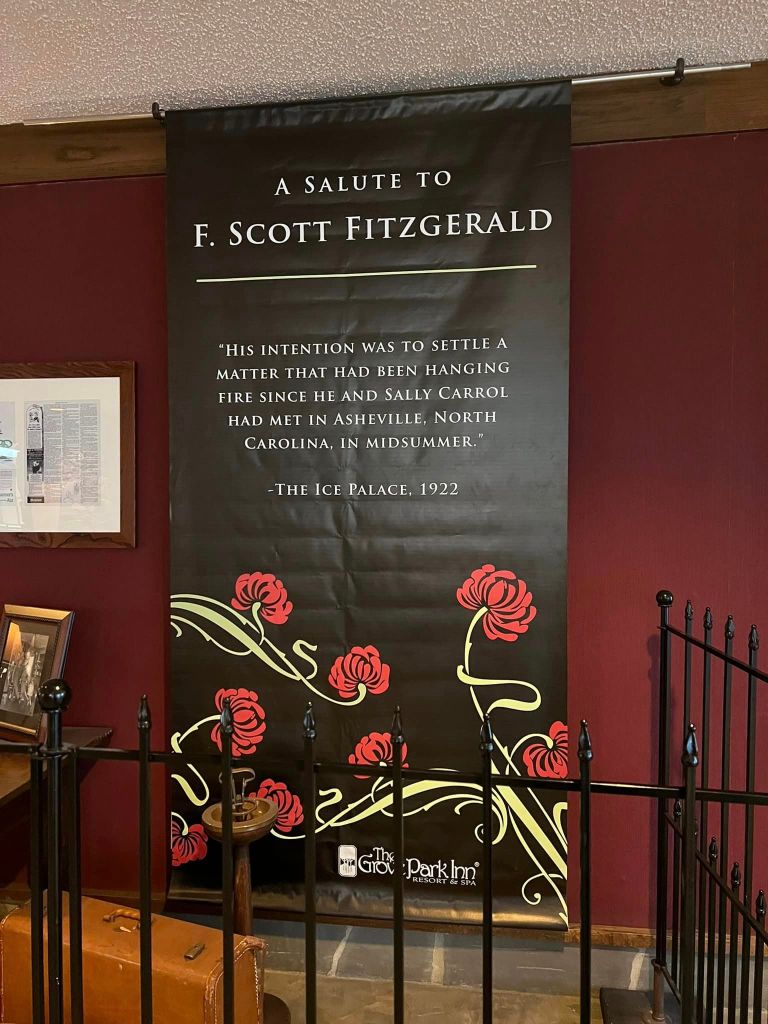 A SALUTE TO
F. SCOTT FITZGERALD
“HIS INTENTION WAS TO SETTLE A
MATTER THAT HAD BEEN HANGING
FIRE SINCE HE AND SALLY CARROL
HAD MET IN ASHEVILLE, NORTH
CAROLINA, IN MIDSUMMER.”
-THE ICE PALACE, 1922
The
Grove Park Inn®
RESORT & SPA